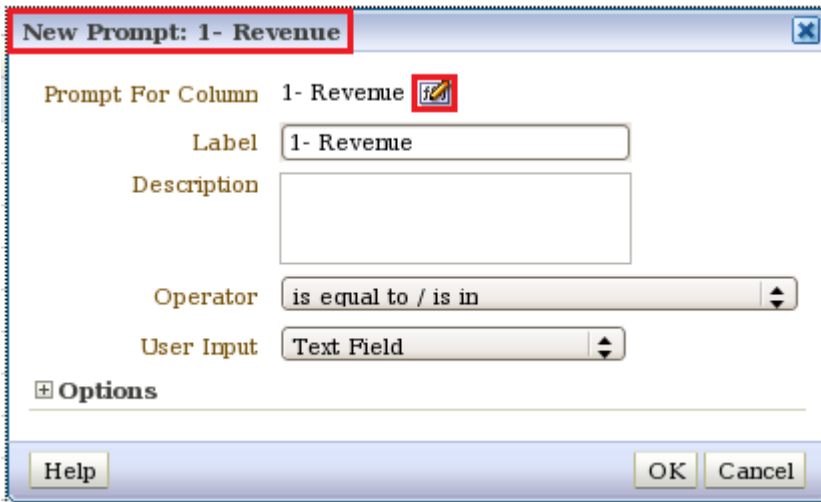 New Prompt: 1- Revenue
Prompt For Column 1- Revenue
Label 1- Revenue
Description
Operator is equal to / is in
User Input Text Field
Options
Help OK Cancel